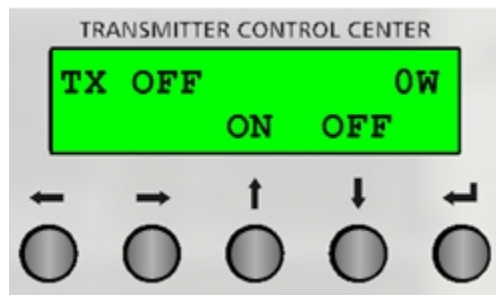 TRANSMITTER CONTROL CENTER
TX OFF 0W
ON OFF